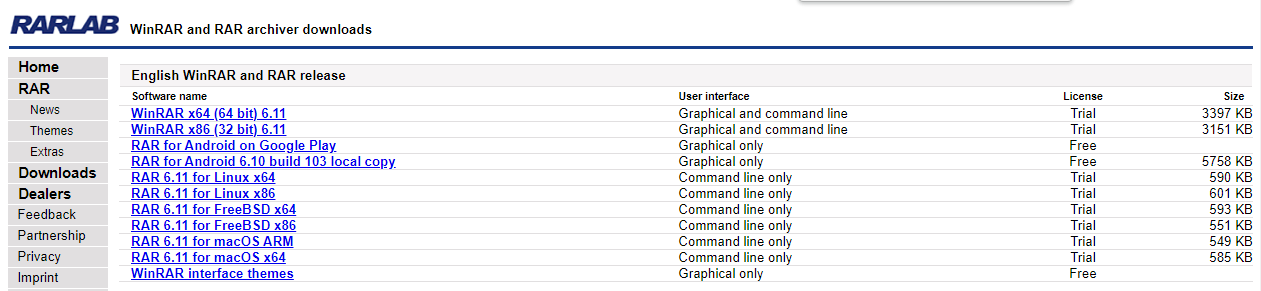 RARLAB WinRAR and RAR archiver downloads
Home
RAR
News
Themes
Extras
Downloads
Dealers
Feedback
Partnership
Privacy
Imprint
English WinRAR and RAR release
Software name User interface License Size
WinRAR x64 (64 bit) 6.11 Graphical and command line Trial 3397 KB
WinRAR x86 (32 bit) 6.11 Graphical and command line Trial 3151 KB
RAR for Android on Google Play Graphical only Free
RAR for Android 6.10 build 103 local copy Graphical only Free 5758 KB
RAR 6.11 for Linux x64 Command line only Trial 590 KB
RAR 6.11 for Linux x86 Command line only Trial 601 KB
RAR 6.11 for FreeBSD x64 Command line only Trial 593 KB
RAR 6.11 for FreeBSD x86 Command line only Trial 551 KB
RAR 6.11 for macOS ARM Command line only Trial 549 KB
RAR 6.11 for macOS x64 Command line only Trial 585 KB
WinRAR interface themes Graphical only Free